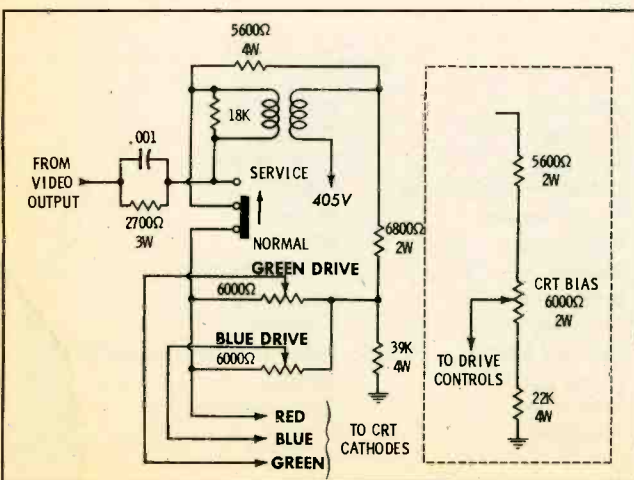 5600Ω
4W
18K
.001
FROM
VIDEO
OUTPUT
2700Ω
3W
SERVICE
405V
NORMAL
6800Ω
2W
GREEN DRIVE
6000Ω
BLUE DRIVE
6000Ω
39K
4W
RED
BLUE
GREEN
TO CRT
CATHODES
5600Ω
2W
CRT BIAS
6000Ω
2W
TO DRIVE
CONTROLS
22K
4W